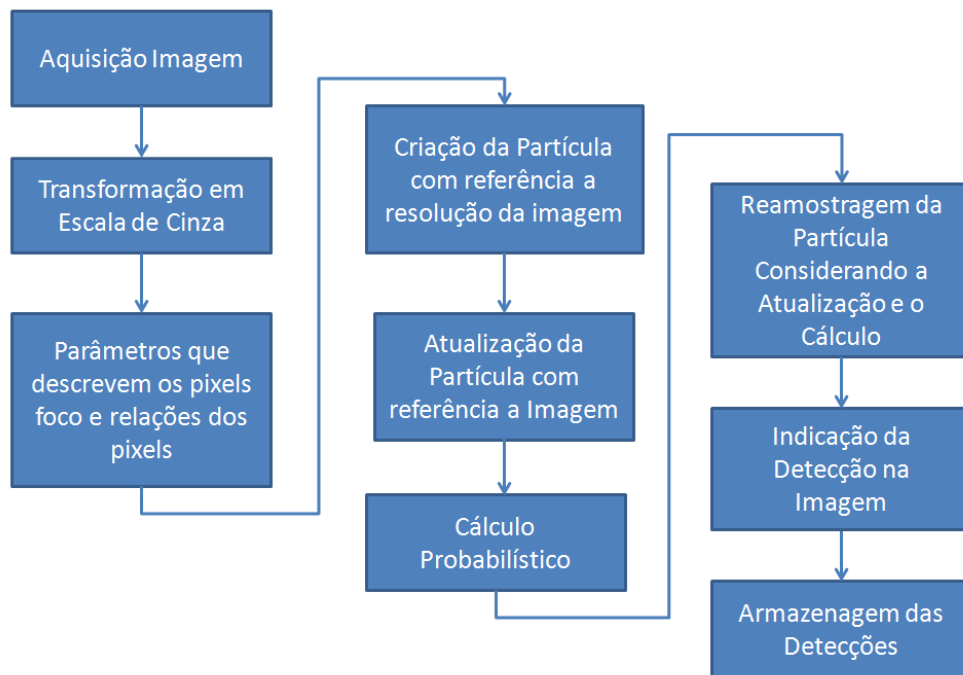 Aquisição Imagem
Transformação em
Escala de Cinza
Parâmetros que
descrevem os pixels
foco e relações dos
pixels
Criação da Partícula
com referência a
resolução da imagem
Atualização da
Partícula com
referência a Imagem
Cálculo
Probabilístico
Reamostragem da
Partícula
Considerando a
Atualização e o
Cálculo
Indicação da
Detecção na
Imagem
Armazenagem das
Detecções